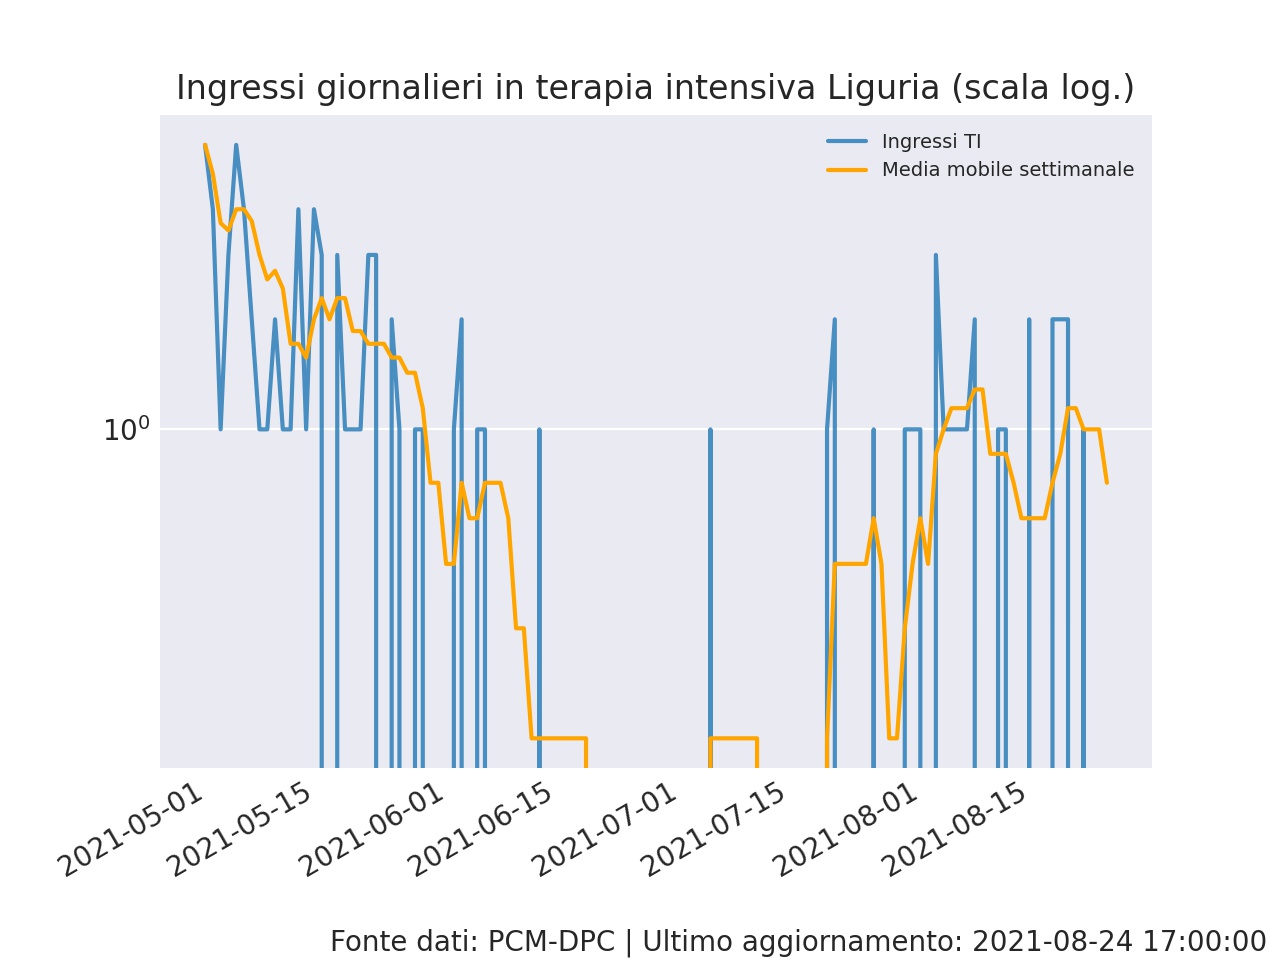 Ingressi giornalieri in terapia intensiva Liguria (scala log.)
Ingressi TI
Media mobile settimanale
10⁰
2021-05-01
2021-05-15
2021-06-01
2021-06-15
2021-07-01
2021-07-15
2021-08-01
2021-08-15
Fonte dati: PCM-DPC | Ultimo aggiornamento: 2021-08-24 17:00:00